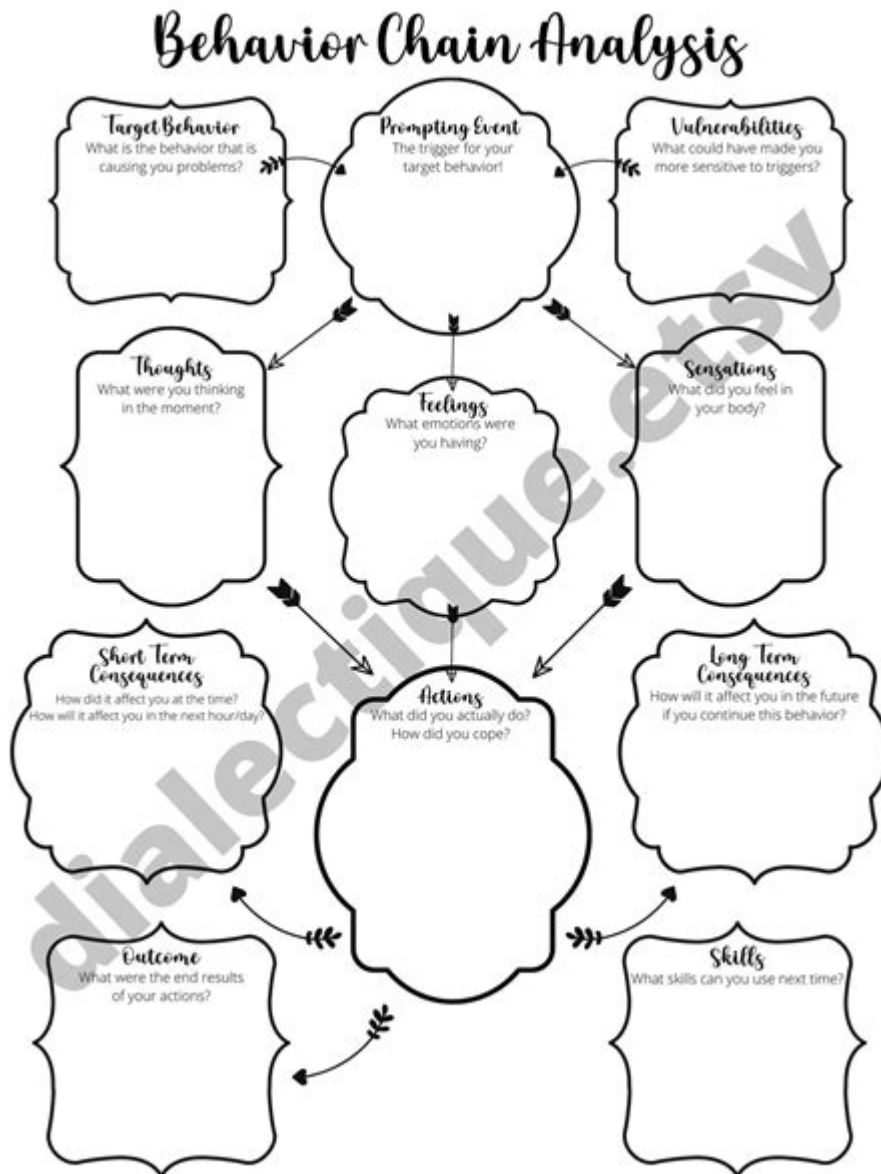 Behavior Chain Analysis
Target Behavior
What is the behavior that is
causing you problems?
Prompting Event
The trigger for your
target behavior!
Vulnerabilities
What could have made you
more sensitive to triggers?
Thoughts
What were you thinking
in the moment?
Feelings
What emotions were
you having?
Sensations
What did you feel in
your body?
Short Term
Consequences
How did it affect you at the time?
How will it affect you in the next hour/day?
Actions
What did you actually do?
How did you cope?
Long Term
Consequences
How will it affect you in the future
if you continue this behavior?
Outcome
What were the end results
of your actions?
Skills
What skills can you use next time?
dialectique.etsy